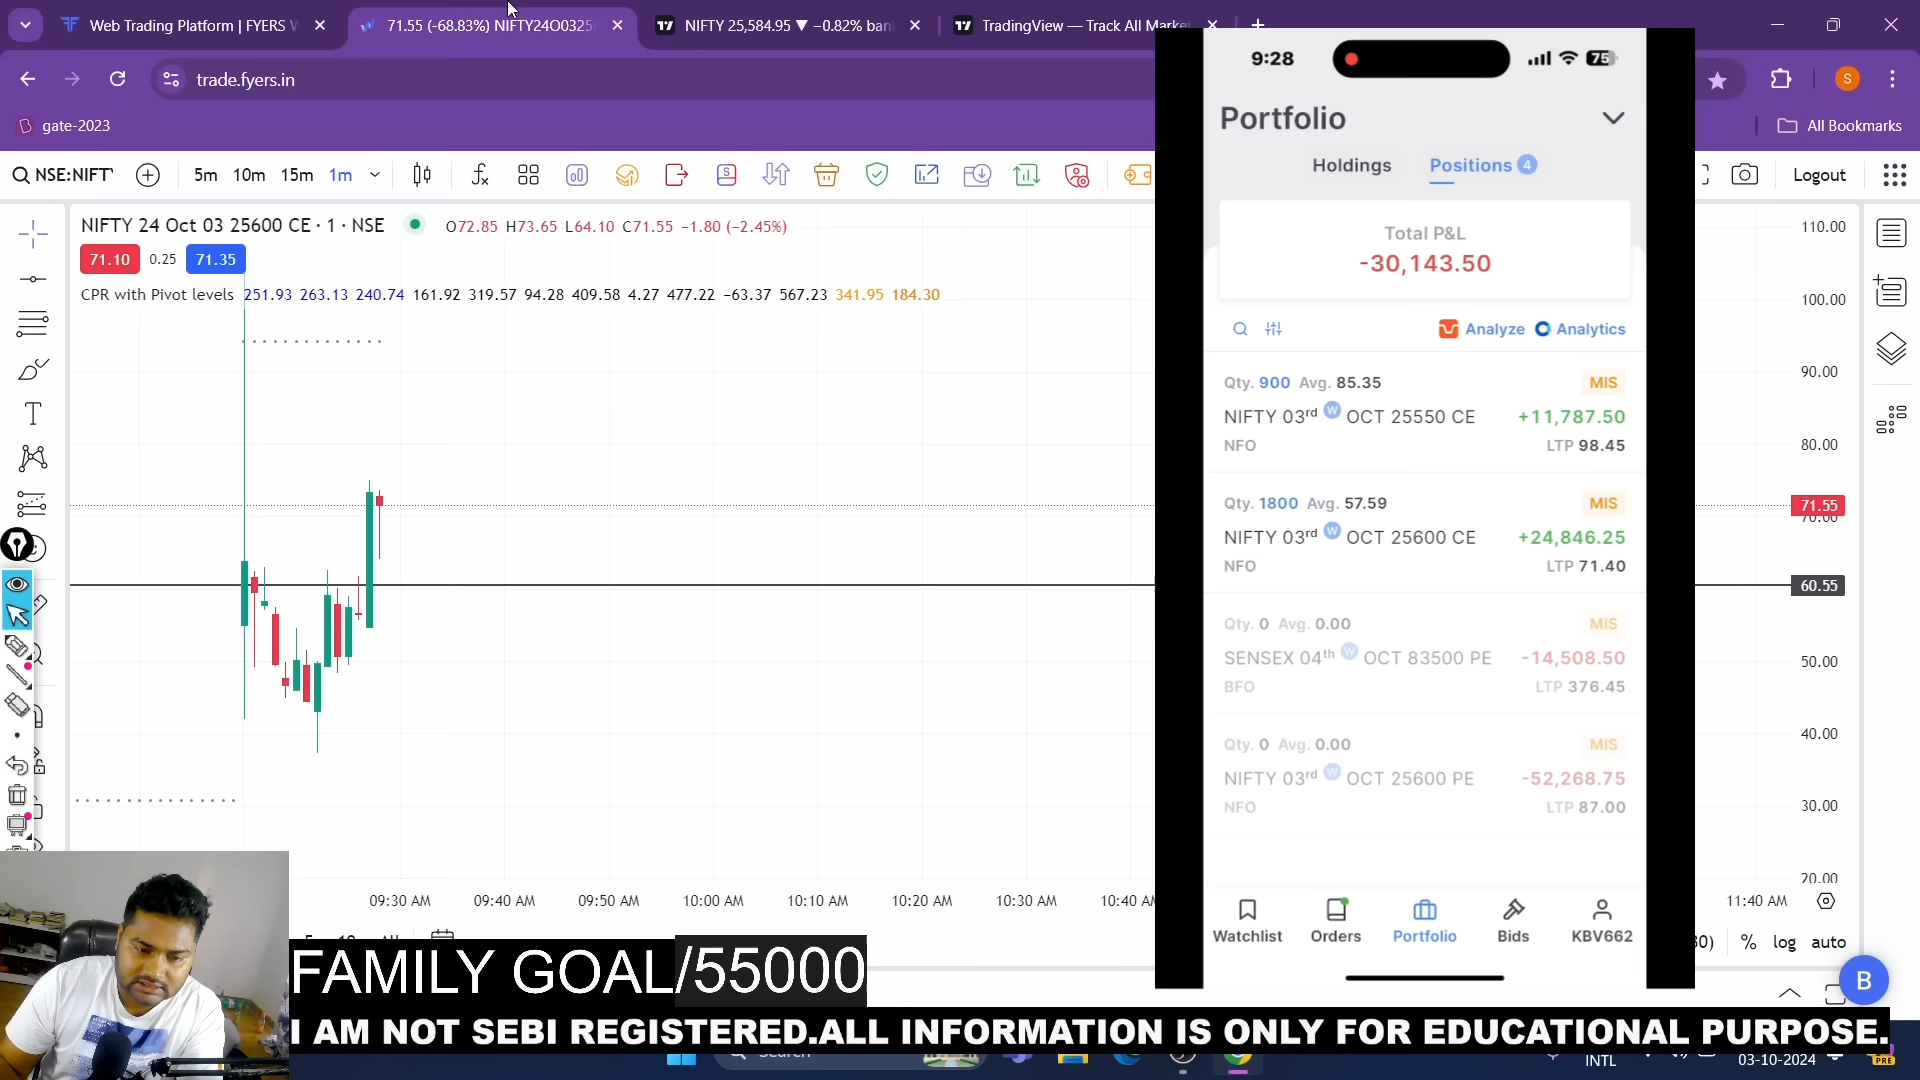 Web Trading Platform | FYERS W
71.55 (-68.83%) NIFTY24O0325
NIFTY 25,584.95 ▼ −0.82% ban
TradingView — Track All Market
trade.fyers.in
S
gate-2023
All Bookmarks
NSE:NIFTY
5m 10m 15m 1m
Logout
NIFTY 24 Oct 03 25600 CE · 1 · NSE
O72.85 H73.65 L64.10 C71.55 −1.80 (−2.45%)
71.10 0.25 71.35
CPR with Pivot levels 251.93 263.13 240.74 161.92 319.57 94.28 409.58 4.27 477.22 −63.37 567.23 341.95 184.30
110.00
100.00
90.00
80.00
71.55
70.00
60.55
50.00
40.00
30.00
20.00
9:28
75
Portfolio
Holdings Positions 4
Total P&L
-30,143.50
Analyze Analytics
Qty. 900 Avg. 85.35 MIS
NIFTY 03rd W OCT 25550 CE +11,787.50
NFO LTP 98.45
Qty. 1800 Avg. 57.59 MIS
NIFTY 03rd W OCT 25600 CE +24,846.25
NFO LTP 71.40
Qty. 0 Avg. 0.00 MIS
SENSEX 04th W OCT 83500 PE -14,508.50
BFO LTP 376.45
Qty. 0 Avg. 0.00 MIS
NIFTY 03rd W OCT 25600 PE -52,268.75
NFO LTP 87.00
Watchlist Orders Portfolio Bids KBV662
09:30 AM 09:40 AM 09:50 AM 10:00 AM 10:10 AM 10:20 AM 10:30 AM 10:40 AM 11:40 AM
% log auto
B
FAMILY GOAL/55000
I AM NOT SEBI REGISTERED.ALL INFORMATION IS ONLY FOR EDUCATIONAL PURPOSE.
Search
INTL
03-10-2024
PRE